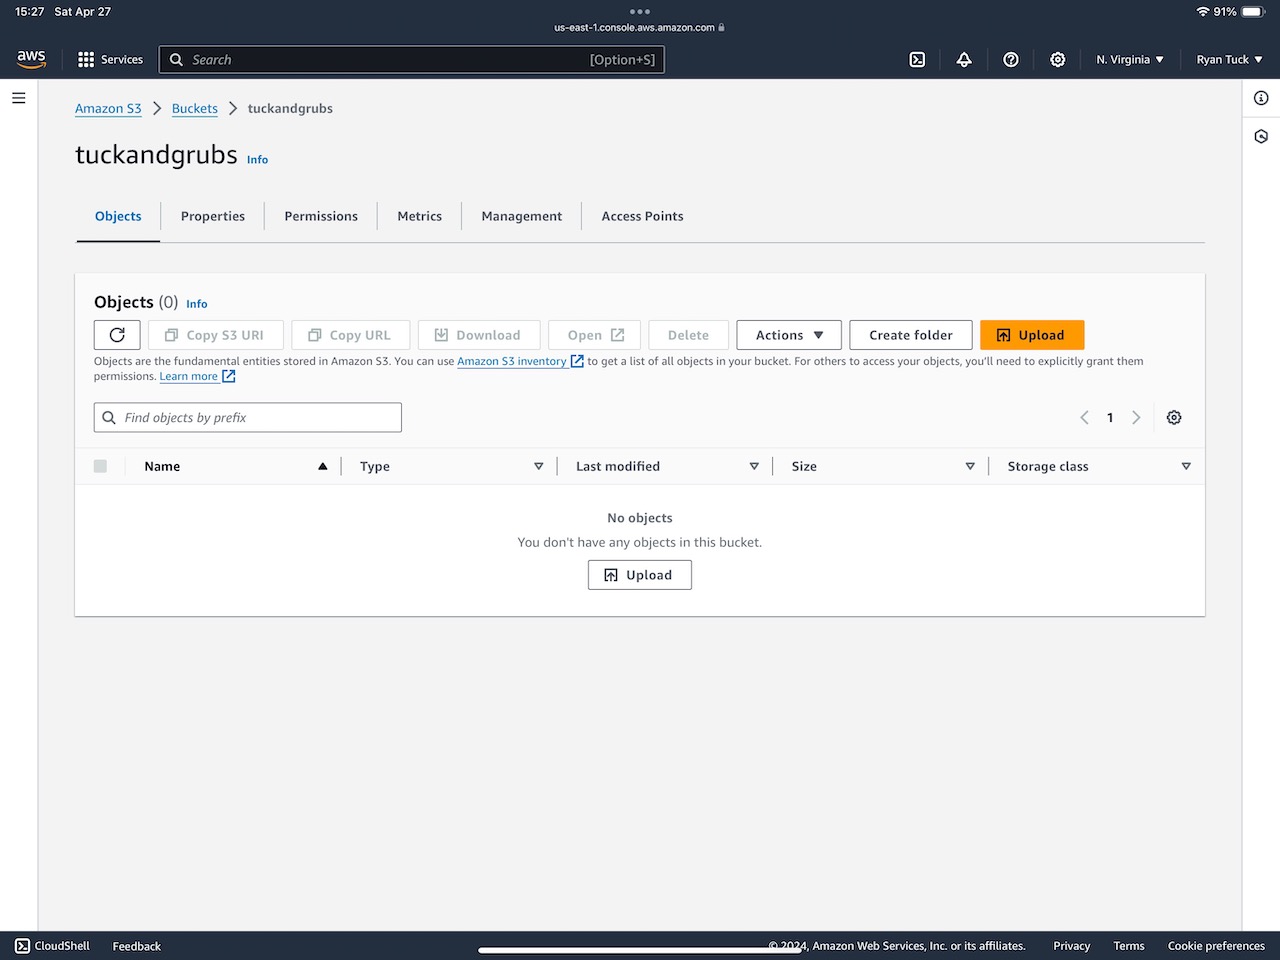 15:27 Sat Apr 27
91%
us-east-1.console.aws.amazon.com
aws
Services
Search
[Option+S]
N. Virginia
Ryan Tuck
Amazon S3
Buckets
tuckandgrubs
tuckandgrubs Info
Objects
Properties
Permissions
Metrics
Management
Access Points
Objects (0) Info
Copy S3 URI
Copy URL
Download
Open
Delete
Actions
Create folder
Upload
Objects are the fundamental entities stored in Amazon S3. You can use Amazon S3 inventory to get a list of all objects in your bucket. For others to access your objects, you'll need to explicitly grant them
permissions. Learn more
Find objects by prefix
1
Name
Type
Last modified
Size
Storage class
No objects
You don't have any objects in this bucket.
Upload
CloudShell
Feedback
© 2024, Amazon Web Services, Inc. or its affiliates.
Privacy
Terms
Cookie preferences